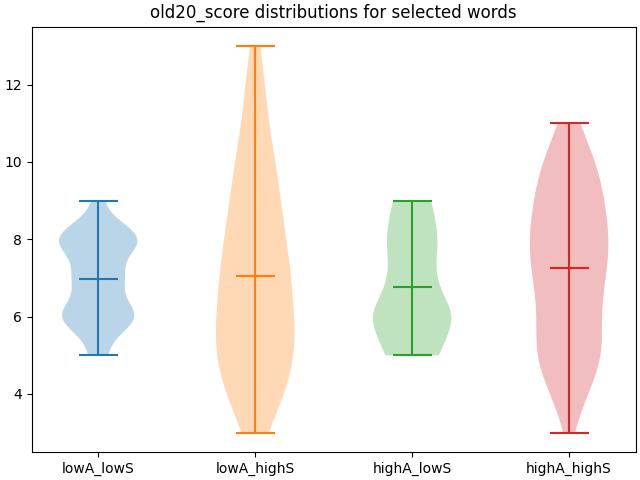 old20_score distributions for selected words
12
10
8
6
4
lowA_lowS
lowA_highS
highA_lowS
highA_highS